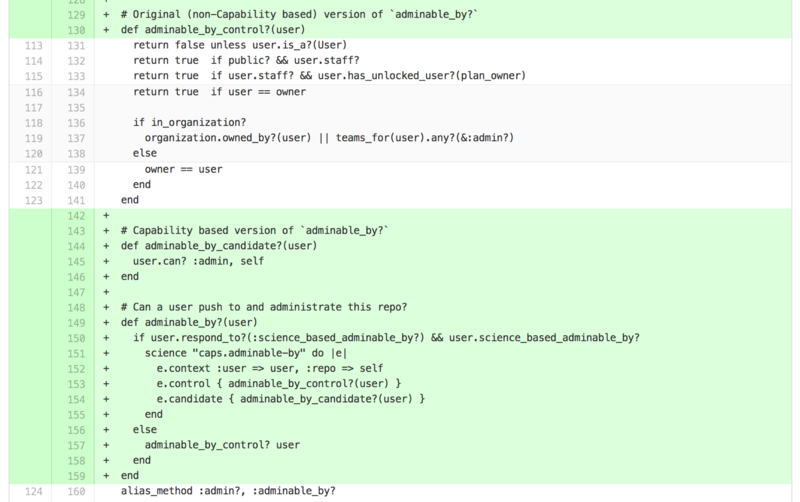 128 +
129 + # Original (non-Capability based) version of `adminable_by?`
130 + def adminable_by_control?(user)
113 131 return false unless user.is_a?(User)
114 132 return true  if public? && user.staff?
115 133 return true  if user.staff? && user.has_unlocked_user?(plan_owner)
116 134 return true  if user == owner
117 135
118 136 if in_organization?
119 137 organization.owned_by?(user) || teams_for(user).any?(&:admin?)
120 138 else
121 139 owner == user
122 140 end
123 141 end
142 +
143 + # Capability based version of `adminable_by?`
144 + def adminable_by_candidate?(user)
145 + user.can? :admin, self
146 + end
147 +
148 + # Can a user push to and administrate this repo?
149 + def adminable_by?(user)
150 + if user.respond_to?(:science_based_adminable_by?) && user.science_based_adminable_by?
151 + science "caps.adminable-by" do |e|
152 + e.context :user => user, :repo => self
153 + e.control { adminable_by_control?(user) }
154 + e.candidate { adminable_by_candidate?(user) }
155 + end
156 + else
157 + adminable_by_control? user
158 + end
159 + end
124 160 alias_method :admin?, :adminable_by?